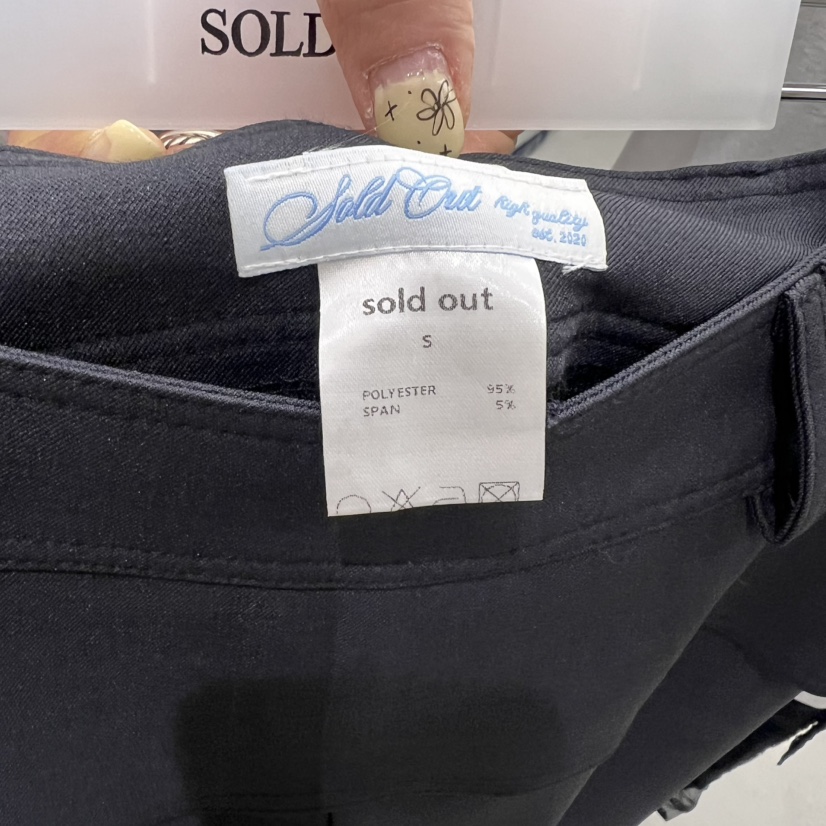 SOLD
Sold Out high quality
est. 2020
sold out
S
POLYESTER 95%
SPAN 5%